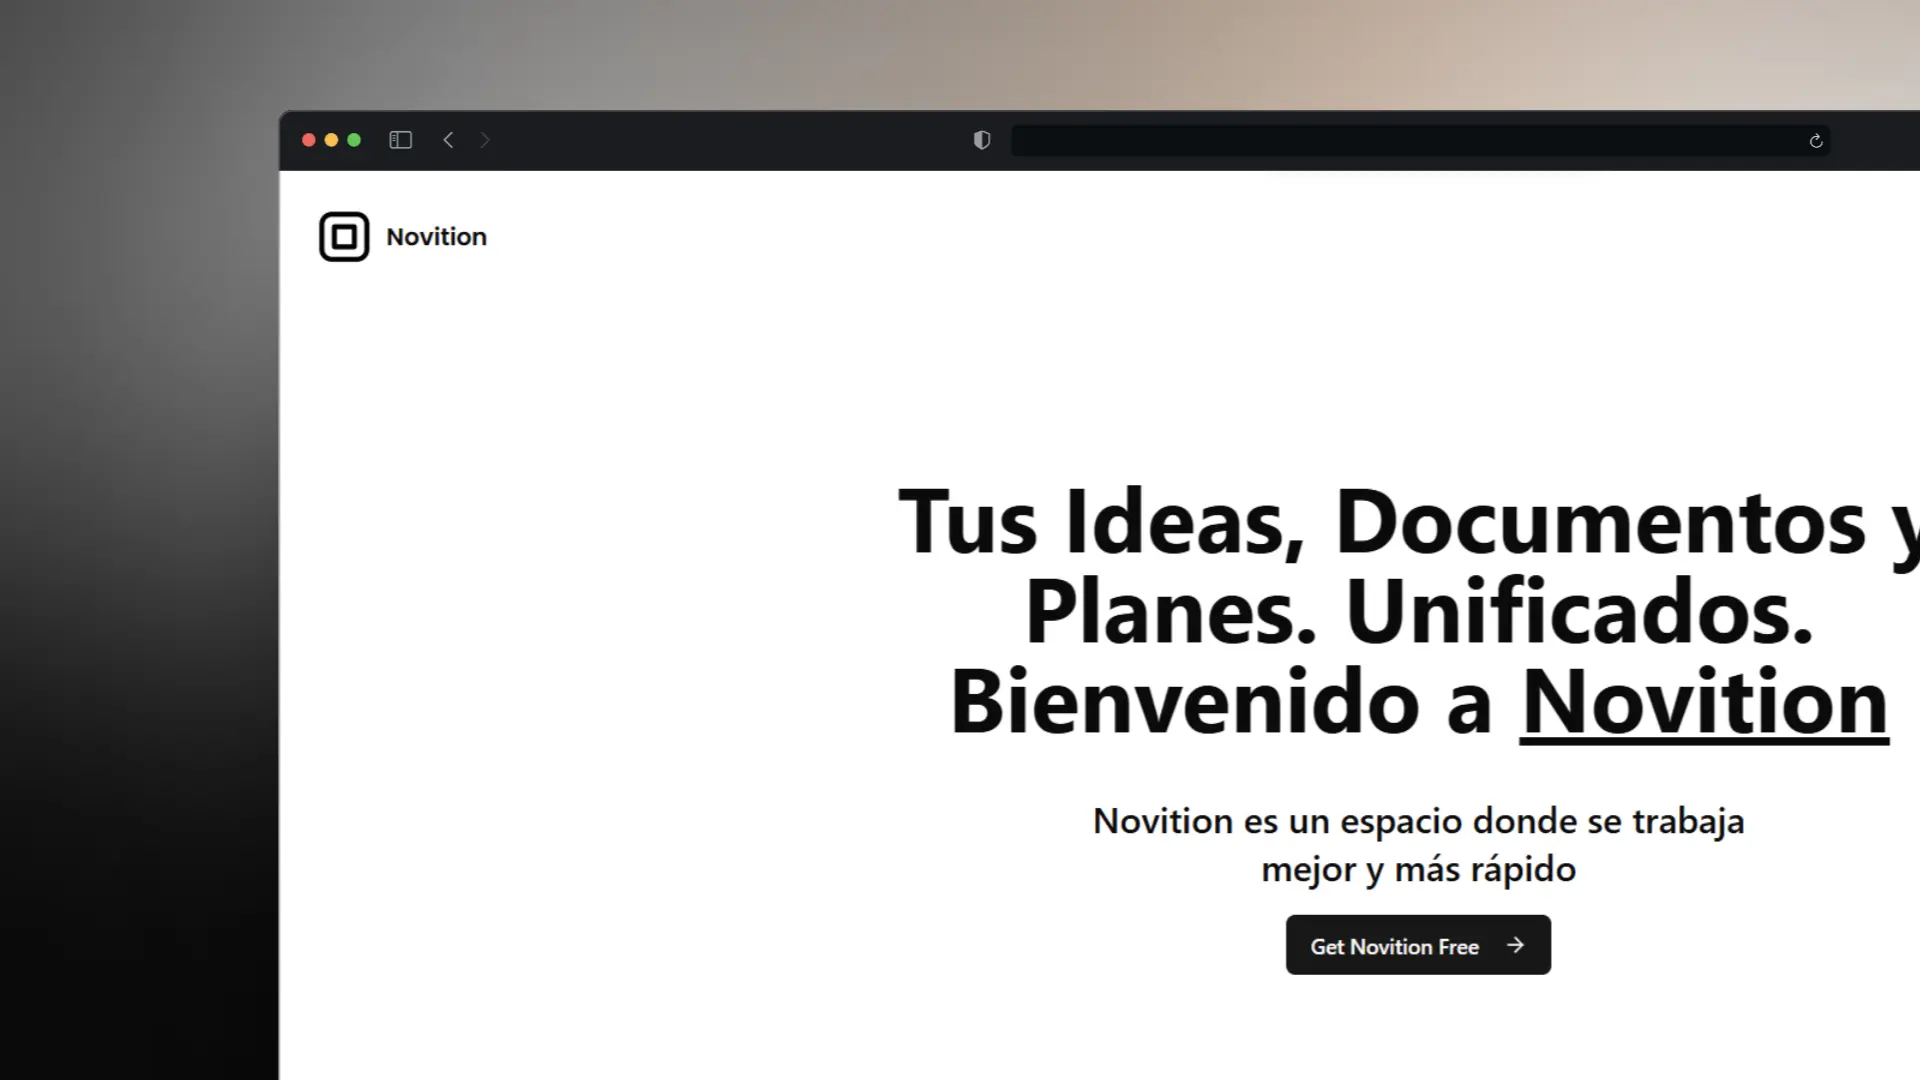 Novition
Tus Ideas, Documentos y
Planes. Unificados.
Bienvenido a Novition
Novition es un espacio donde se trabaja
mejor y más rápido
Get Novition Free